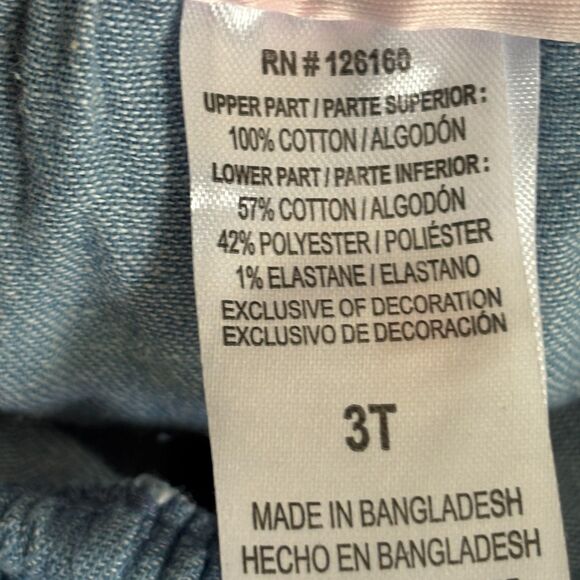 RN # 126160
UPPER PART / PARTE SUPERIOR :
100% COTTON / ALGODÓN
LOWER PART / PARTE INFERIOR :
57% COTTON / ALGODÓN
42% POLYESTER / POLIÉSTER
1% ELASTANE / ELASTANO
EXCLUSIVE OF DECORATION
EXCLUSIVO DE DECORACIÓN
3T
MADE IN BANGLADESH
HECHO EN BANGLADESH